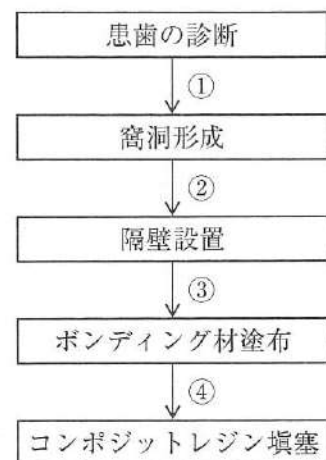 患歯の診断
①
窩洞形成
②
隔壁設置
③
ボンディング材塗布
④
コンポジットレジン塡塞